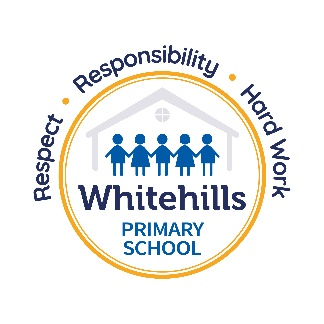 Respect • Responsibility • Hard Work
Whitehills
PRIMARY
SCHOOL